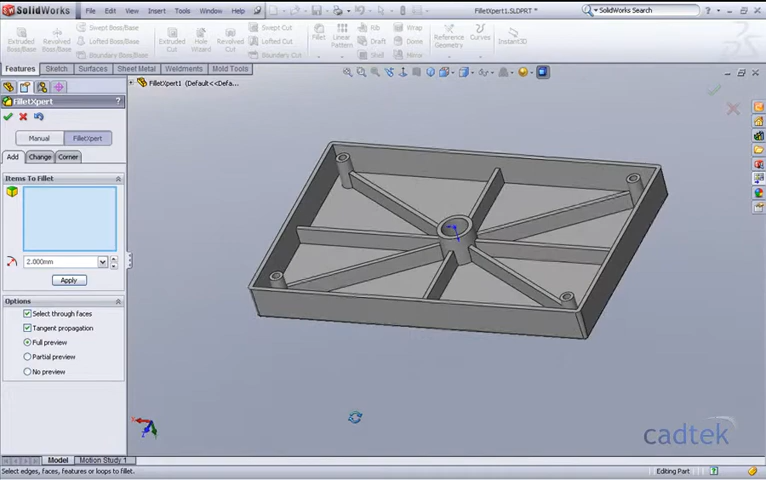 SolidWorks File Edit View Insert Tools Window Help FilletXpert1.SLDPRT * SolidWorks Search
Extruded Boss/Base Revolved Boss/Base Swept Boss/Base Lofted Boss/Base Boundary Boss/Base Extruded Cut Hole Wizard Revolved Cut Swept Cut Lofted Cut Boundary Cut Fillet Linear Pattern Rib Draft Shell Wrap Dome Mirror Reference Geometry Curves Instant3D
Features Sketch Surfaces Sheet Metal Weldments Mold Tools
FilletXpert1 (Default<<Defa...
FilletXpert ?
Manual FilletXpert
Add Change Corner
Items To Fillet
2.000mm
Apply
Options
Select through faces
Tangent propagation
Full preview
Partial preview
No preview
cadtek
Model Motion Study 1
Select edges, faces, features or loops to fillet. Editing Part